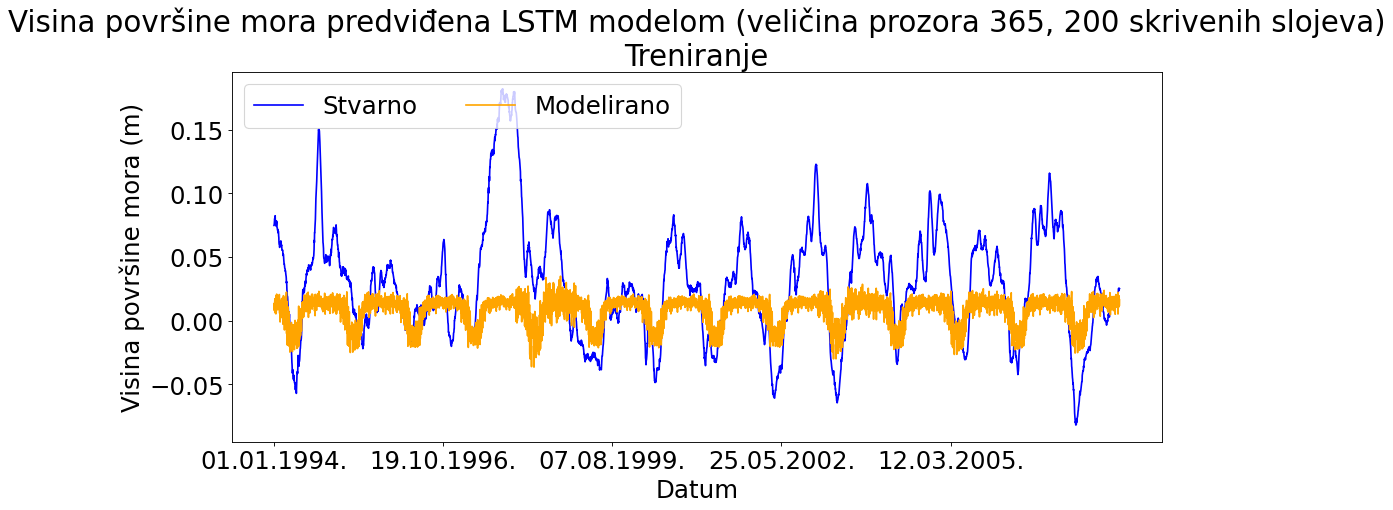 Visina površine mora predviđena LSTM modelom (veličina prozora 365, 200 skrivenih slojeva)
Treniranje
Stvarno Modelirano
Visina površine mora (m)
0.15
0.10
0.05
0.00
−0.05
01.01.1994. 19.10.1996. 07.08.1999. 25.05.2002. 12.03.2005.
Datum